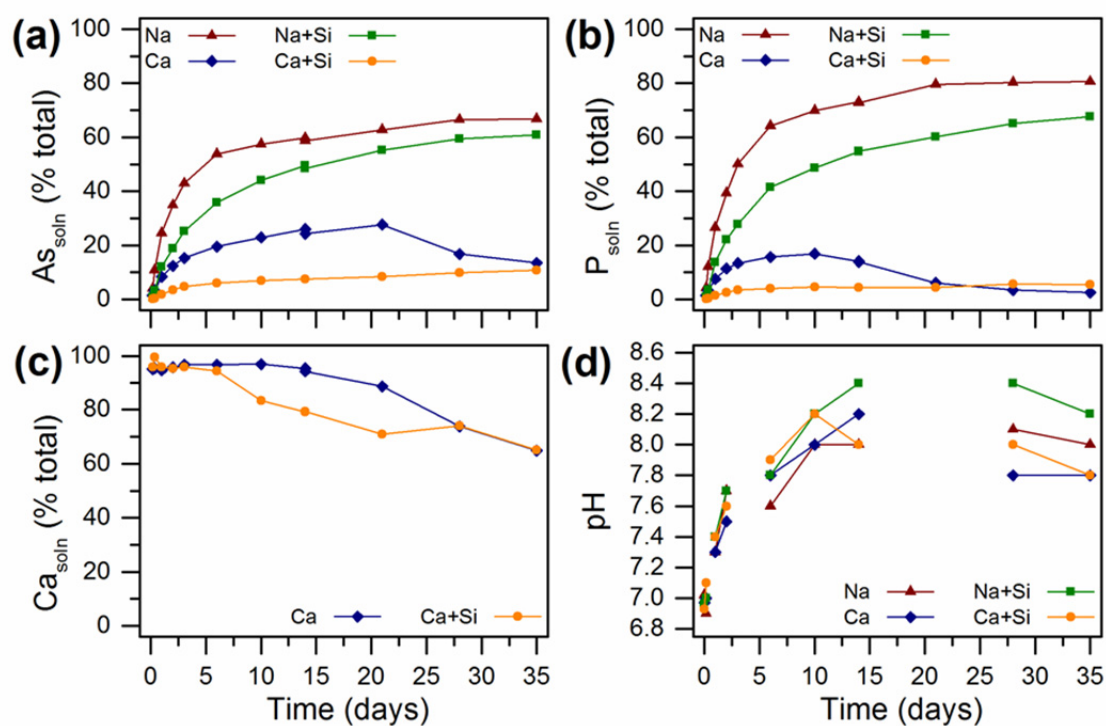 (a)
Na
Na+Si
Ca
Ca+Si
As_soln (% total)
100
80
60
40
20
0
(b)
Na
Na+Si
Ca
Ca+Si
P_soln (% total)
100
80
60
40
20
0
(c)
Ca_soln (% total)
100
80
60
40
20
0
Ca
Ca+Si
0 5 10 15 20 25 30 35
Time (days)
(d)
pH
8.6
8.4
8.2
8.0
7.8
7.6
7.4
7.2
7.0
6.8
Na
Na+Si
Ca
Ca+Si
0 5 10 15 20 25 30 35
Time (days)